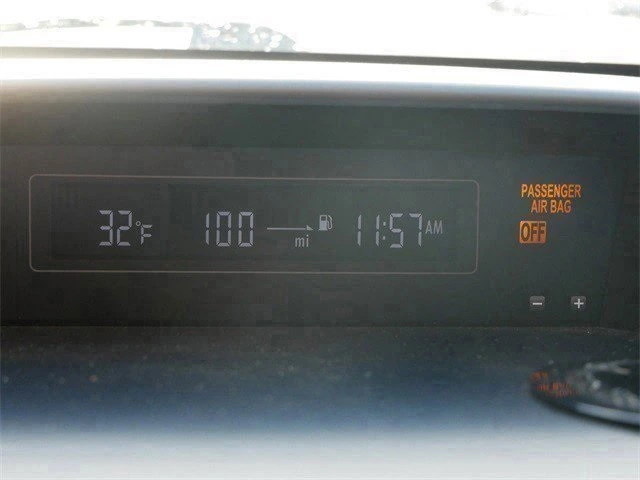 32°F 100 mi 11:57 AM
PASSENGER
AIR BAG
OFF
- +